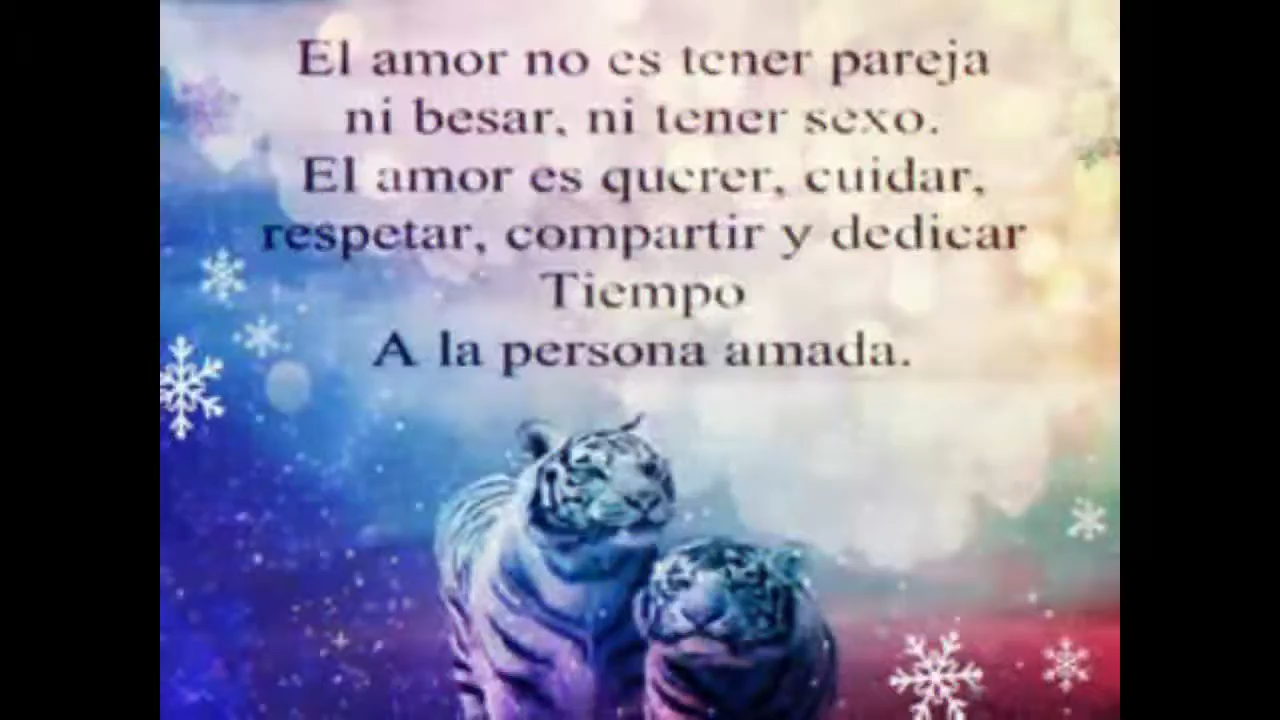 El amor no es tener pareja
ni besar, ni tener sexo.
El amor es querer, cuidar,
respetar, compartir y dedicar
Tiempo
A la persona amada.